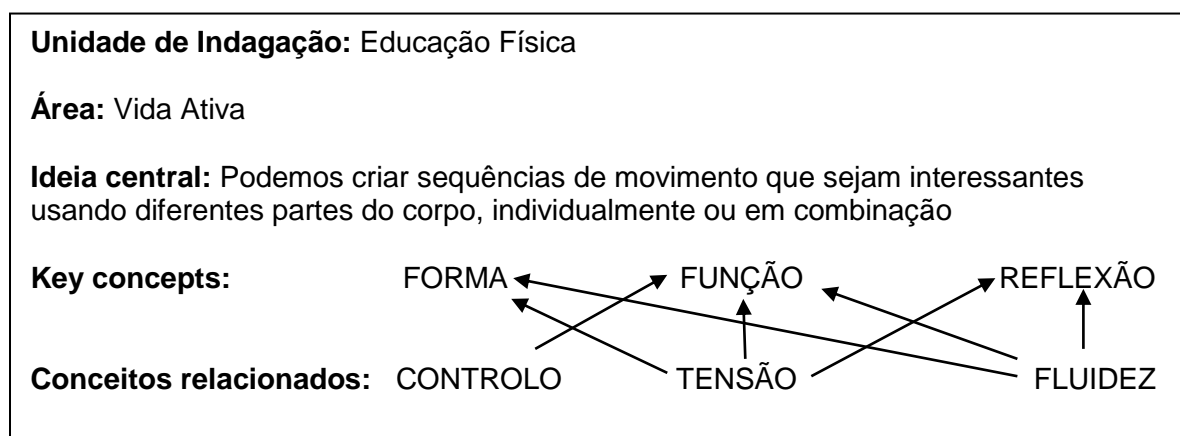 Unidade de Indagação: Educação Física
Área: Vida Ativa
Ideia central: Podemos criar sequências de movimento que sejam interessantes
usando diferentes partes do corpo, individualmente ou em combinação
Key concepts: FORMA FUNÇÃO REFLEXÃO
Conceitos relacionados: CONTROLO TENSÃO FLUIDEZ